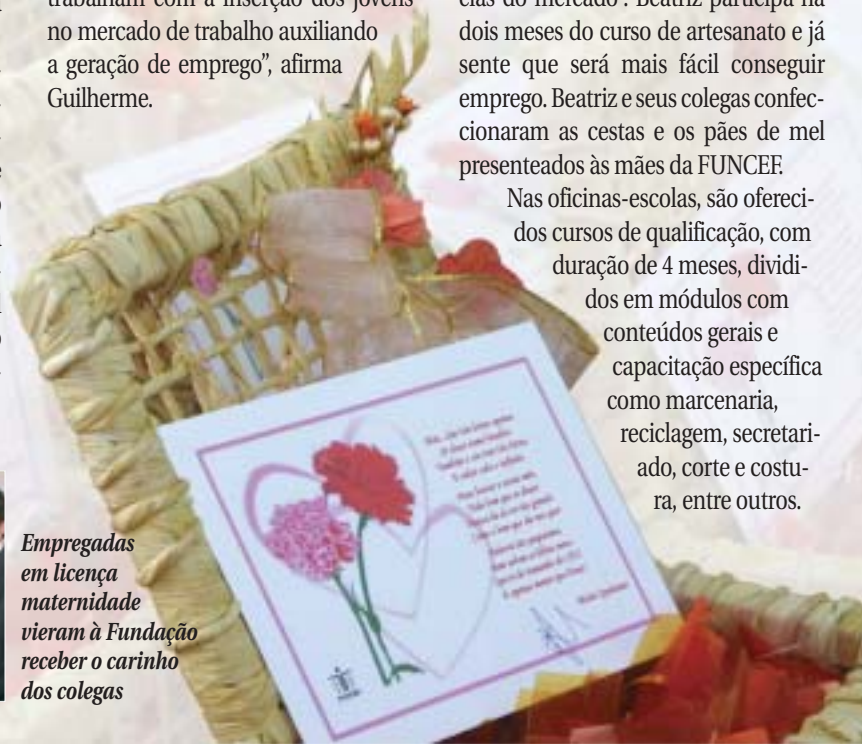 trabalham com a inserção dos jovens
no mercado de trabalho auxiliando
a geração de emprego”, afirma
Guilherme.
cias do mercado”. Beatriz participa há
dois meses do curso de artesanato e já
sente que será mais fácil conseguir
emprego. Beatriz e seus colegas confec-
cionaram as cestas e os pães de mel
presenteados às mães da FUNCEF.
Nas oficinas-escolas, são ofereci-
dos cursos de qualificação, com
duração de 4 meses, dividi-
dos em módulos com
conteúdos gerais e
capacitação específica
como marcenaria,
reciclagem, secretari-
ado, corte e costu-
ra, entre outros.
Empregadas
em licença
maternidade
vieram à Fundação
receber o carinho
dos colegas